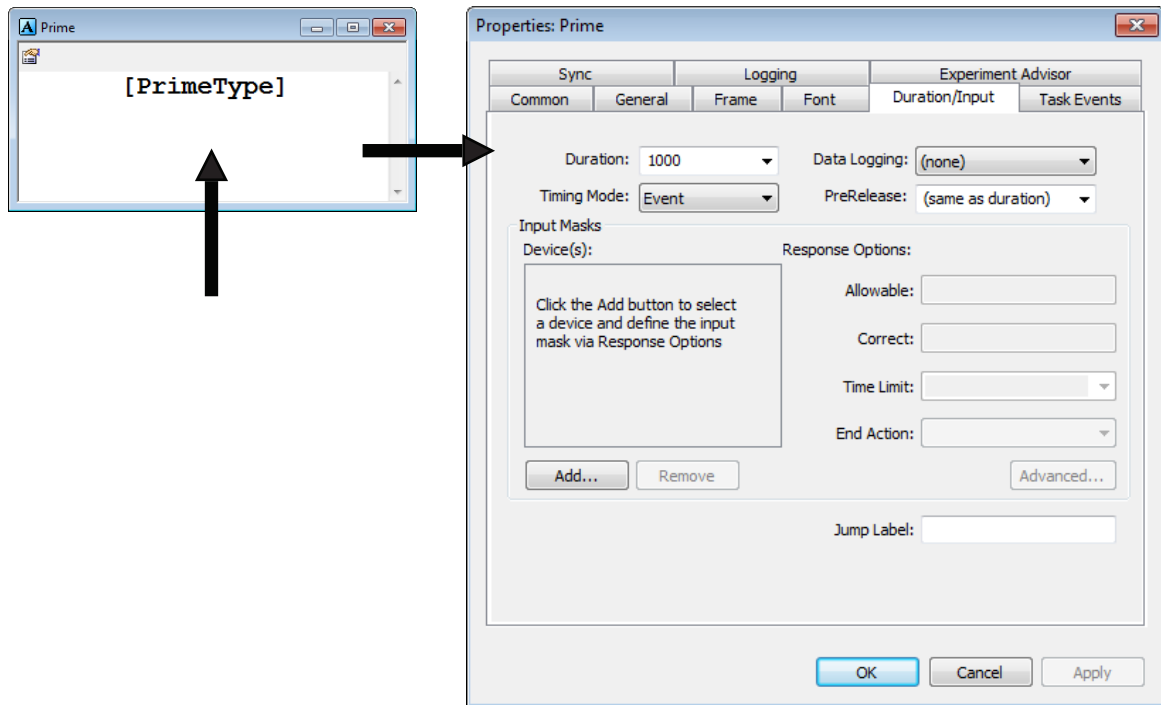 Prime
[PrimeType]
Properties: Prime
Sync Logging Experiment Advisor
Common General Frame Font Duration/Input Task Events
Duration: 1000 Data Logging: (none)
Timing Mode: Event PreRelease: (same as duration)
Input Masks
Device(s): Response Options:
Click the Add button to select
a device and define the input
mask via Response Options
Allowable:
Correct:
Time Limit:
End Action:
Add... Remove Advanced...
Jump Label:
OK Cancel Apply